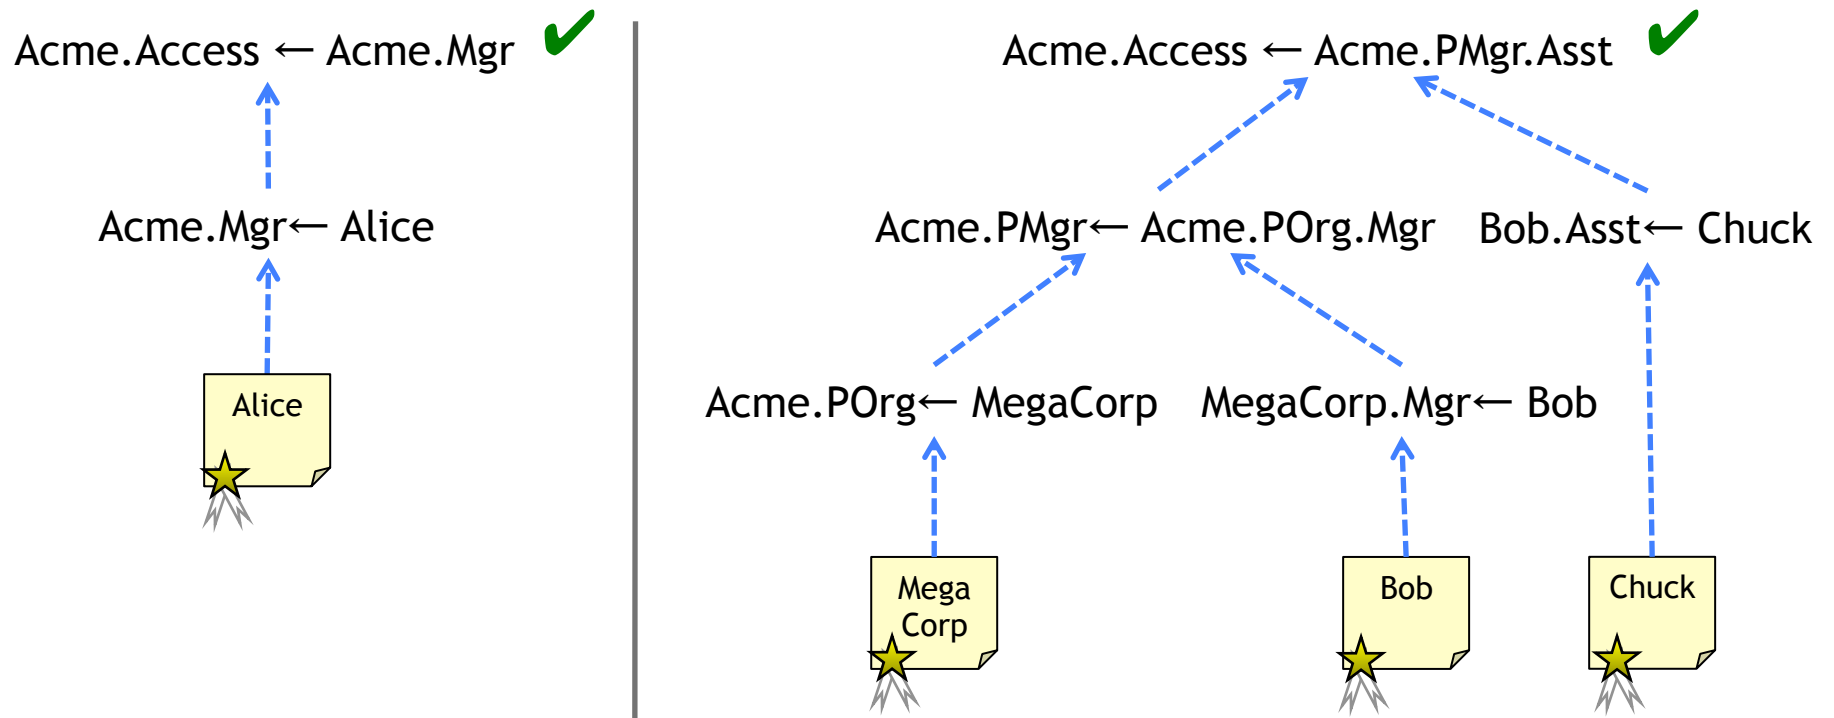 Acme.Access ← Acme.Mgr
Acme.Mgr← Alice
Alice
Acme.Access ← Acme.PMgr.Asst
Acme.PMgr← Acme.POrg.Mgr
Bob.Asst← Chuck
Acme.POrg← MegaCorp
MegaCorp.Mgr← Bob
Mega
Corp
Bob
Chuck